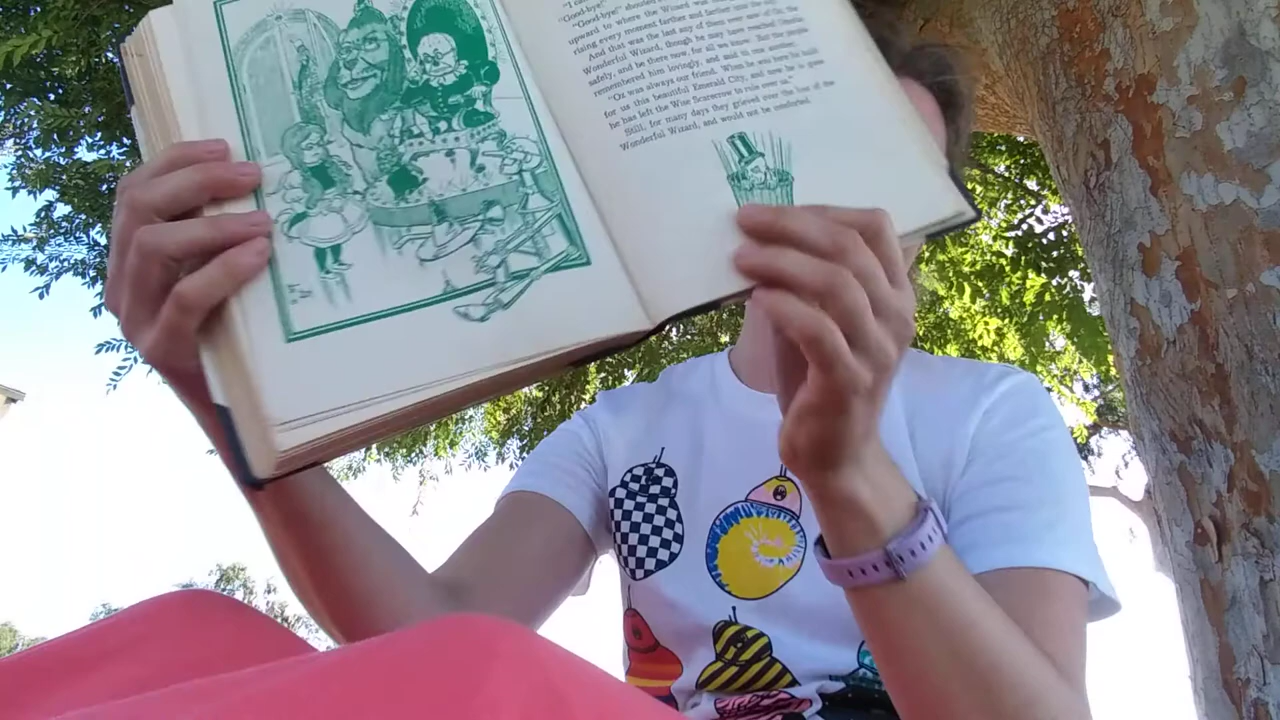 "Good-bye!" shouted
upward to where the Wizard was
rising every moment farther and farther
And that was the last any of them ever saw of Oz, the
Wonderful Wizard, though he may have reached Omaha
safely, and be there now, for all we know. But the people
remembered him lovingly, and said to one another,
"Oz was always our friend. When he was here he built
for us this beautiful Emerald City, and now he is gone
he has left the Wise Scarecrow to rule over us."
Still, for many days they grieved over the loss of the
Wonderful Wizard, and would not be comforted.